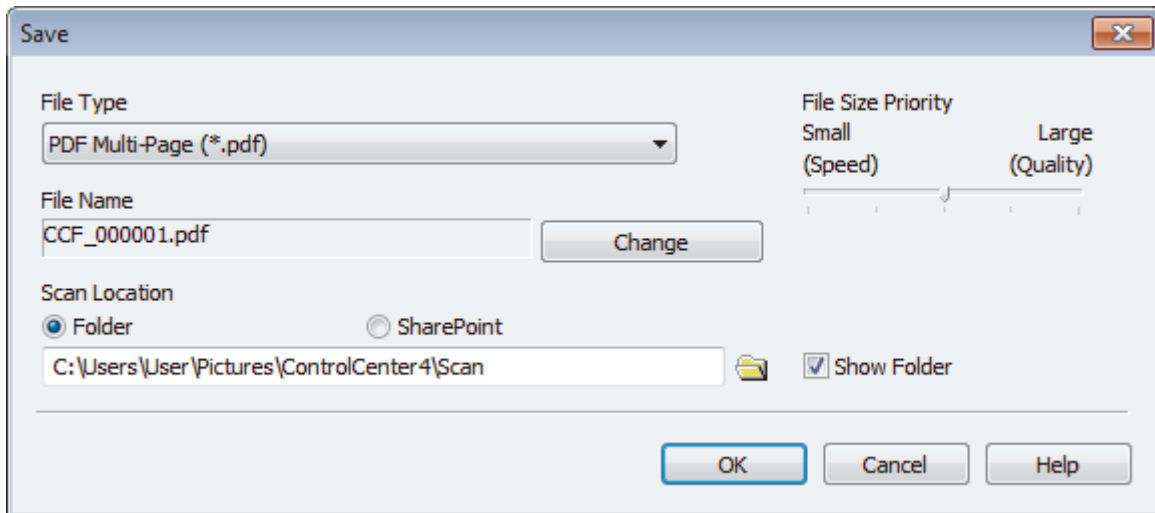 Save
File Type
PDF Multi-Page (*.pdf)
File Name
CCF_000001.pdf
Change
Scan Location
Folder
SharePoint
C:\Users\User\Pictures\ControlCenter4\Scan
File Size Priority
Small
Large
(Speed)
(Quality)
Show Folder
OK
Cancel
Help